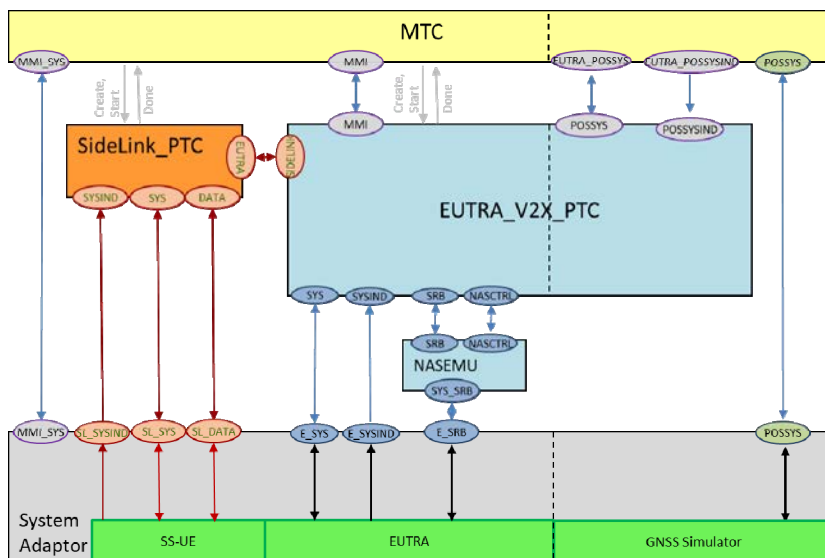 MTC
MMI_SYS
MMI
EUTRA_POSSYS
EUTRA_POSSYSIND
POSSYS
Create,
Start
Done
Create,
Start
Done
MMI
POSSYS
POSSYSIND
SideLink_PTC
EUTRA
SIDELINK
SYSIND
SYS
DATA
EUTRA_V2X_PTC
SYS
SYSIND
SRB
NASCTRL
SRB
NASCTRL
NASEMU
SYS_SRB
MMI_SYS
SL_SYSIND
SL_SYS
SL_DATA
E_SYS
E_SYSIND
E_SRB
POSSYS
System
Adaptor
SS-UE
EUTRA
GNSS Simulator